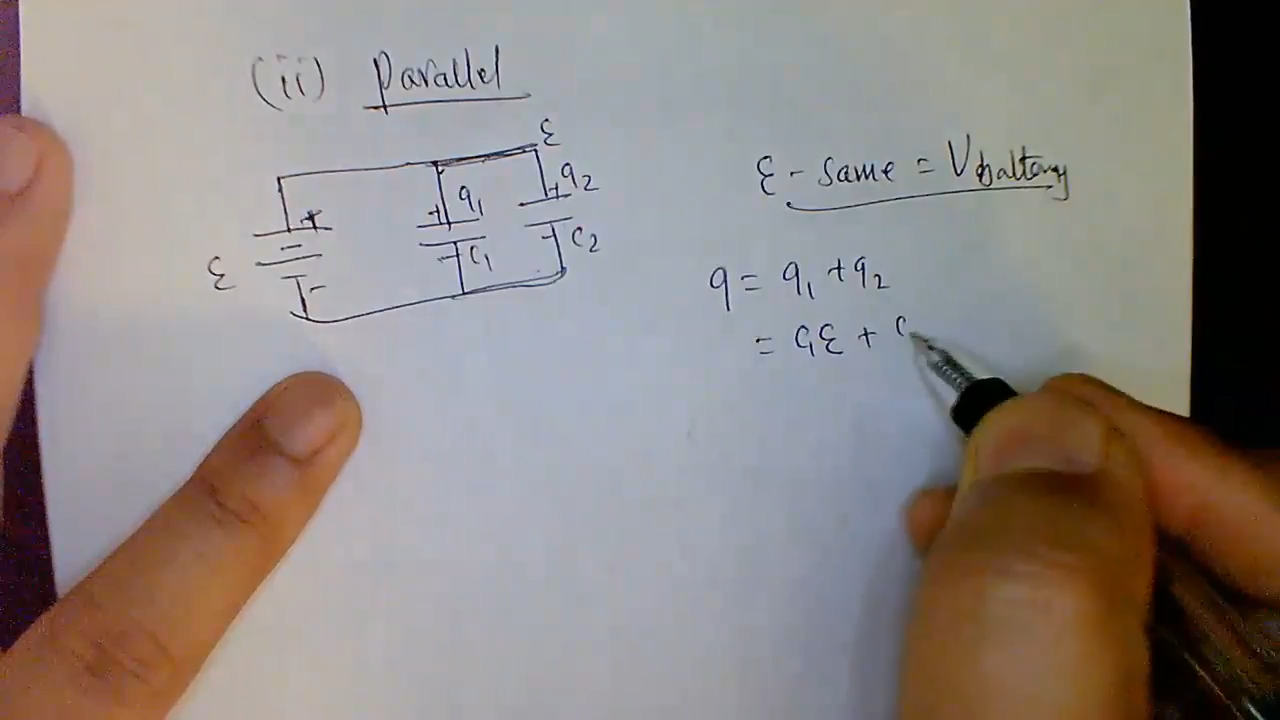 (ii) Parallel
ε
+ q₁ + q₂
+ -
ε - C₁ C₂
ε - same = Vbattery
q = q₁ + q₂
= C₁ε + C